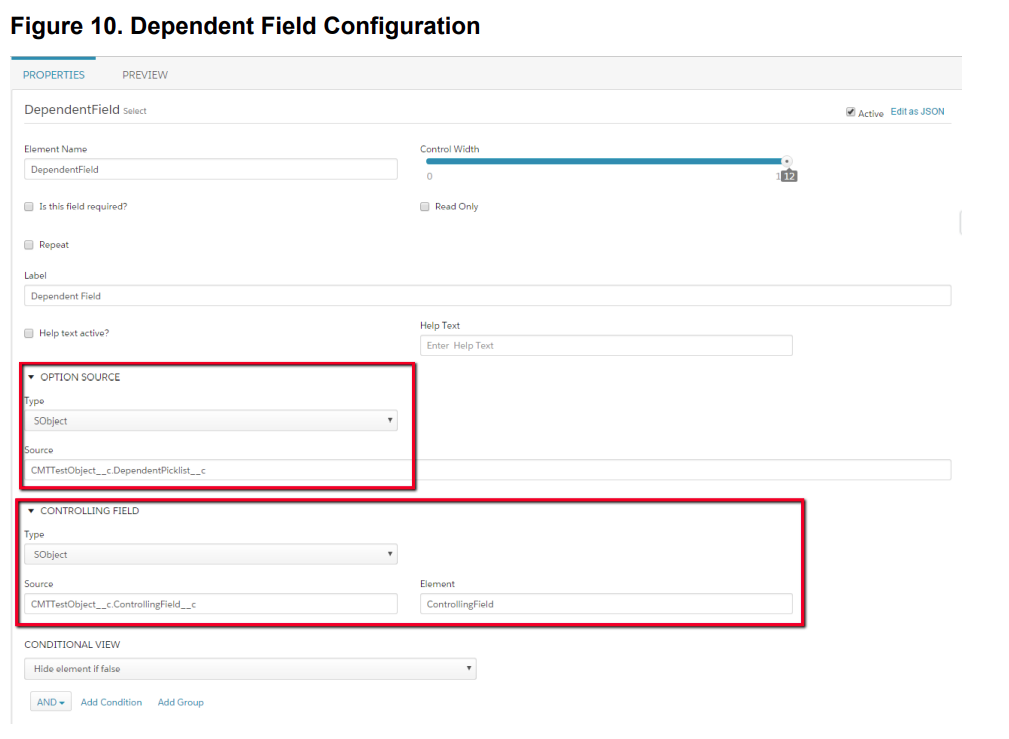 Figure 10. Dependent Field Configuration
PROPERTIES PREVIEW
DependentField Select
Active Edit as JSON
Element Name
DependentField
Control Width
0 12
Is this field required?
Read Only
Repeat
Label
Dependent Field
Help text active?
Help Text
Enter Help Text
OPTION SOURCE
Type
SObject
Source
CMTTestObject__c.DependentPicklist__c
CONTROLLING FIELD
Type
SObject
Source
CMTTestObject__c.ControllingField__c
Element
ControllingField
CONDITIONAL VIEW
Hide element if false
AND Add Condition Add Group